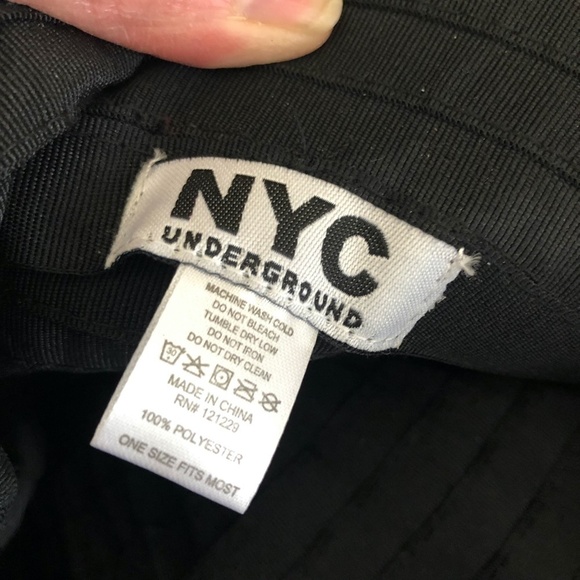 NYC
UNDERGROUND
MACHINE WASH COLD
DO NOT BLEACH
TUMBLE DRY LOW
DO NOT IRON
DO NOT DRY CLEAN
30
MADE IN CHINA
RN# 121229
100% POLYESTER
ONE SIZE FITS MOST